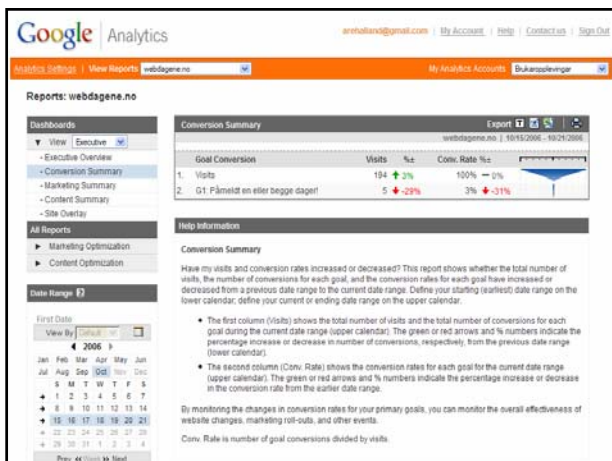 Google Analytics
arehalland@gmail.com | My Account | Help | Contact us | Sign Out
Analytics Settings | View Reports: webdagene.no
My Analytics Accounts: Brukaropplevingar
Reports: webdagene.no
Dashboards
View Executive
- Executive Overview
- Conversion Summary
- Marketing Summary
- Content Summary
- Site Overlay
All Reports
Marketing Optimization
Content Optimization
Date Range
First Date
View By Default
2006
Jan Feb Mar Apr May Jun
Jul Aug Sep Oct Nov Dec
S M T W T F S
1 2 3 4 5 6 7
8 9 10 11 12 13 14
15 16 17 18 19 20 21
22 23 24 25 26 27 28
29 30 31 1 2 3 4
Prev << Week >> Next
Conversion Summary
Export
webdagene.no | 10/15/2006 - 10/21/2006
Goal Conversion Visits %± Conv. Rate %±
1. Visits 194 3% 100% 0%
2. G1: Påmeldt en eller begge dager! 5 -29% 3% -31%
Help Information
Conversion Summary
Have my visits and conversion rates increased or decreased? This report shows whether the total number of
visits, the number of conversions for each goal, and the conversion rates for each goal have increased or
decreased from a previous date range to the current date range. Define your starting (earliest) date range on the
lower calendar; define your current or ending date range on the upper calendar.
• The first column (Visits) shows the total number of visits and the total number of conversions for each
goal during the current date range (upper calendar). The green or red arrows and % numbers indicate the
percentage increase or decrease in number of conversions, respectively, from the previous date range
(lower calendar).
• The second column (Conv. Rate) shows the conversion rates for each goal for the current date range
(upper calendar). The green or red arrows and % numbers indicate the percentage increase or decrease
in the conversion rate from the earlier date range.
By monitoring the changes in conversion rates for your primary goals, you can monitor the overall effectiveness of
website changes, marketing roll-outs, and other events.
Conv. Rate is number of goal conversions divided by visits.